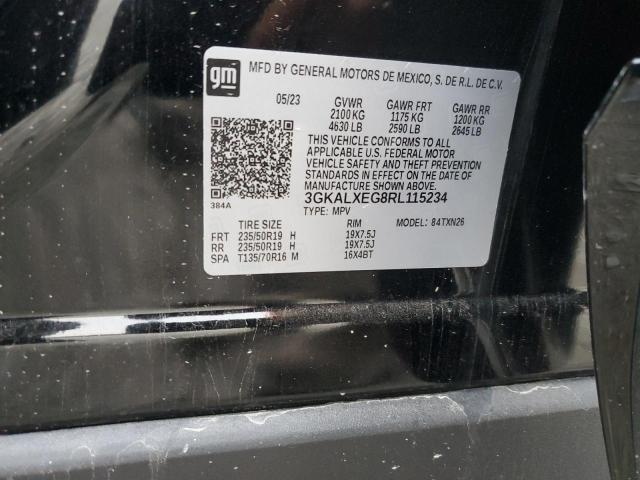 gm
MFD BY GENERAL MOTORS DE MEXICO, S. DE R.L. DE C.V.
05/23 GVWR GAWR FRT GAWR RR
2100 KG 1175 KG 1200 KG
4630 LB 2590 LB 2645 LB
THIS VEHICLE CONFORMS TO ALL
APPLICABLE U.S. FEDERAL MOTOR
VEHICLE SAFETY AND THEFT PREVENTION
STANDARDS IN EFFECT ON THE DATE OF
MANUFACTURE SHOWN ABOVE.
3GKALXEG8RL115234
384A
TYPE: MPV MODEL: 84TXN26
TIRE SIZE RIM
FRT 235/50R19 H 19X7.5J
RR 235/50R19 H 19X7.5J
SPA T135/70R16 M 16X4BT